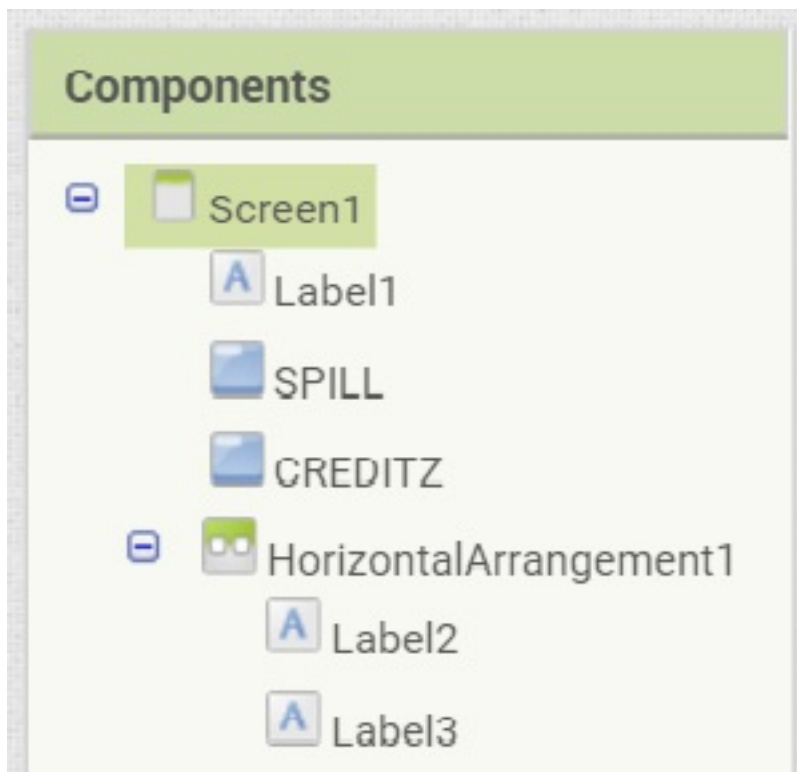 Components
Screen1
A Label1
SPILL
CREDITZ
HorizontalArrangement1
A Label2
A Label3